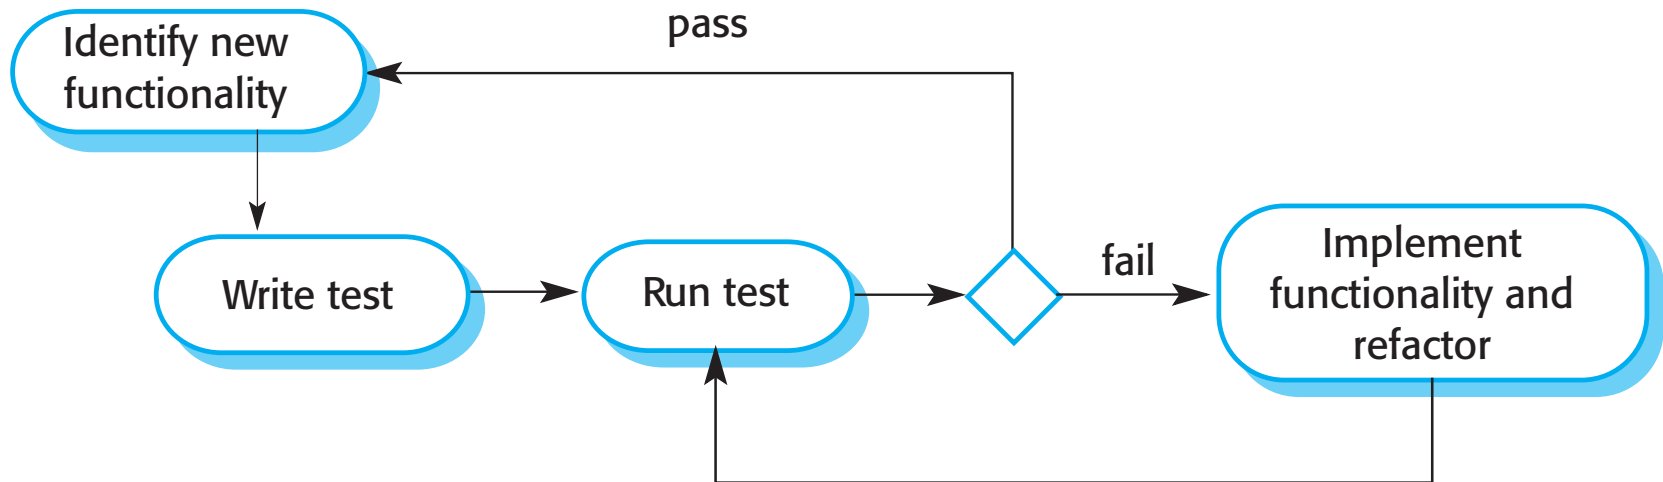 Identify new
functionality
pass
Write test
Run test
fail
Implement
functionality and
refactor